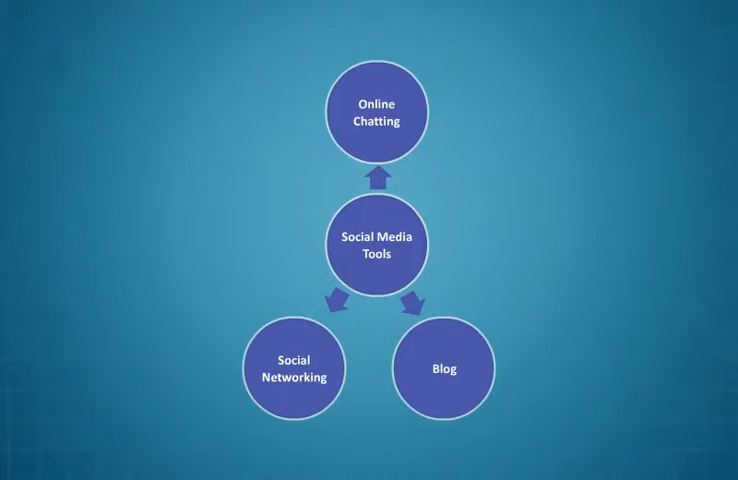 Online
Chatting
Social Media
Tools
Social
Networking
Blog